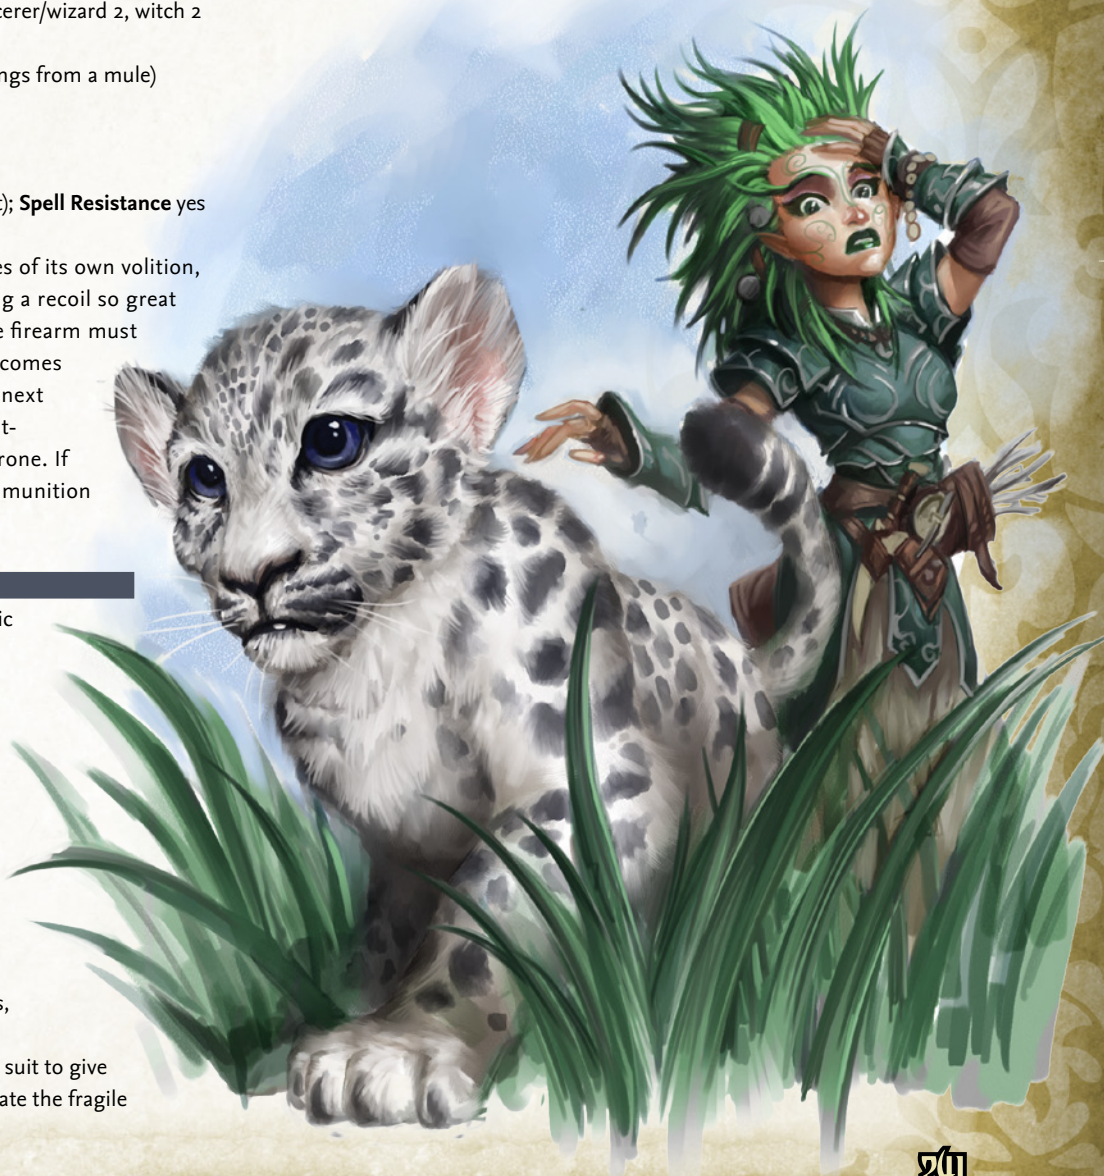 cerer/wizard 2, witch 2
ngs from a mule)
t); Spell Resistance yes
es of its own volition,
g a recoil so great
e firearm must
comes
next
t-
rone. If
munition
ic
s,
suit to give
ate the fragile
241